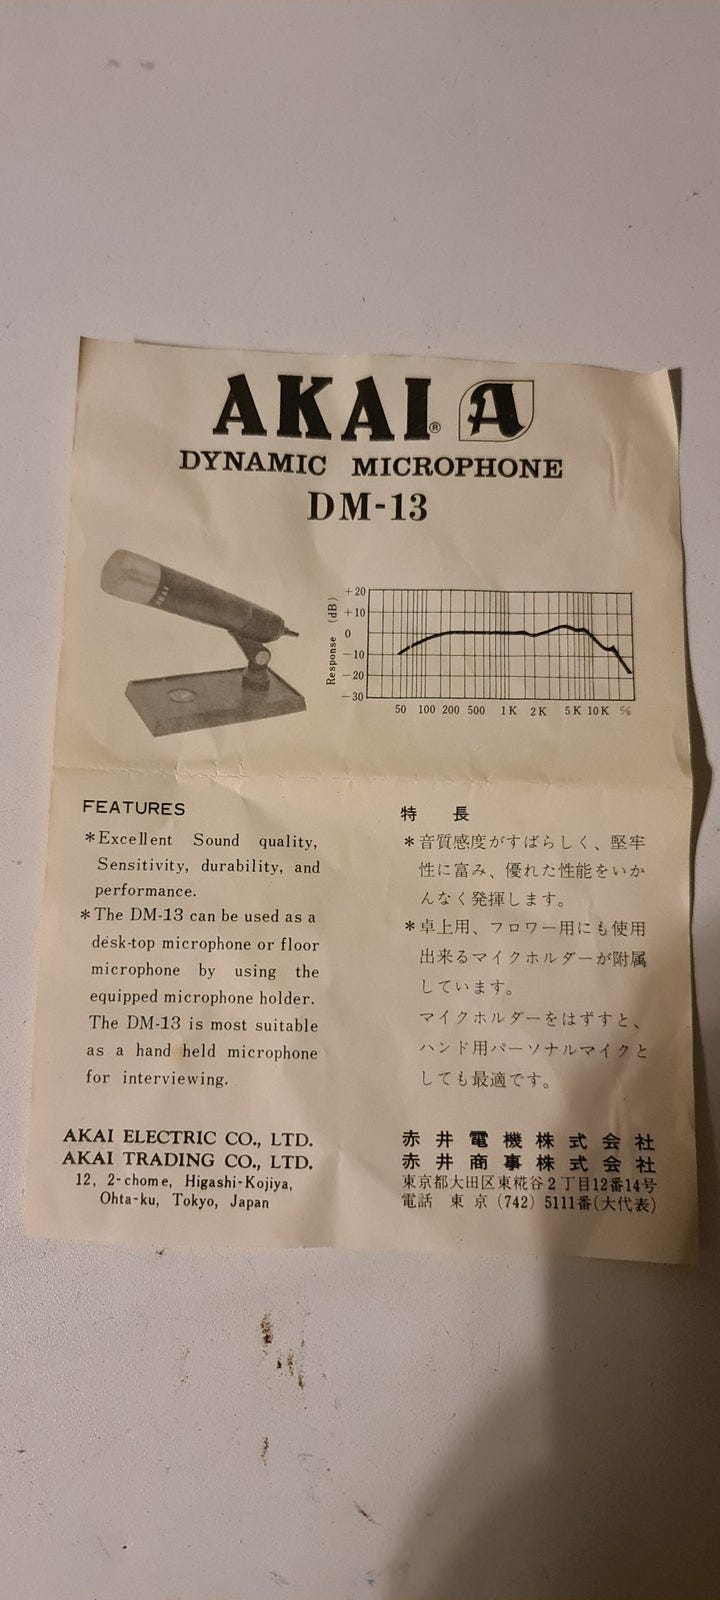 AKAI® A
DYNAMIC MICROPHONE
DM-13
AKAI
Response (dB)
+20
+10
0
-10
-20
-30
50 100 200 500 1K 2K 5K 10K c/s
FEATURES
*Excellent Sound quality,
Sensitivity, durability, and
performance.
*The DM-13 can be used as a
desk-top microphone or floor
microphone by using the
equipped microphone holder.
The DM-13 is most suitable
as a hand held microphone
for interviewing.
AKAI ELECTRIC CO., LTD.
AKAI TRADING CO., LTD.
12, 2-chome, Higashi-Kojiya,
Ohta-ku, Tokyo, Japan
特 長
*音質感度がすばらしく、堅牢
性に富み、優れた性能をいか
んなく発揮します。
*卓上用、フロワー用にも使用
出来るマイクホルダーが附属
しています。
マイクホルダーをはずすと、
ハンド用パーソナルマイクと
しても最適です。
赤井電機株式会社
赤井商事株式会社
東京都大田区東糀谷2丁目12番14号
電話 東京(742)5111番(大代表)